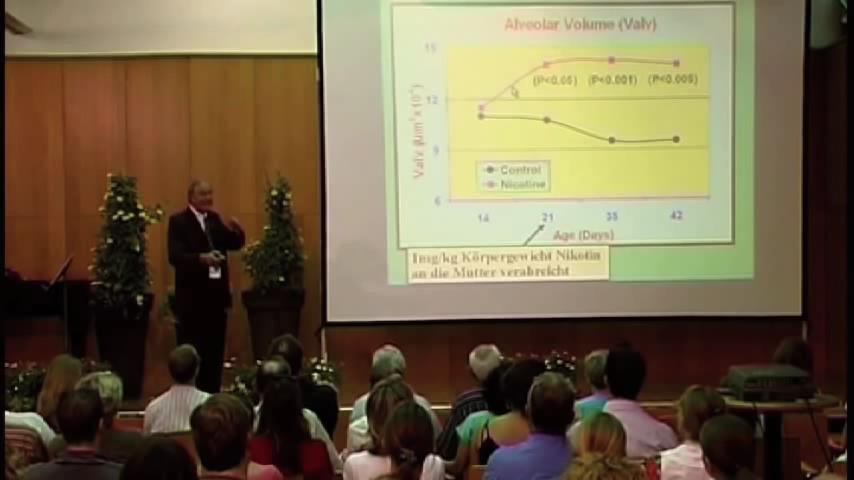 Alveolar Volume (Valv)
15
(P<0.05) (P<0.001) (P<0.005)
12
9
Control
Nicotine
6
14 21 35 42
Age (Days)
1mg/kg Körpergewicht Nikotin
an die Mutter verabreicht